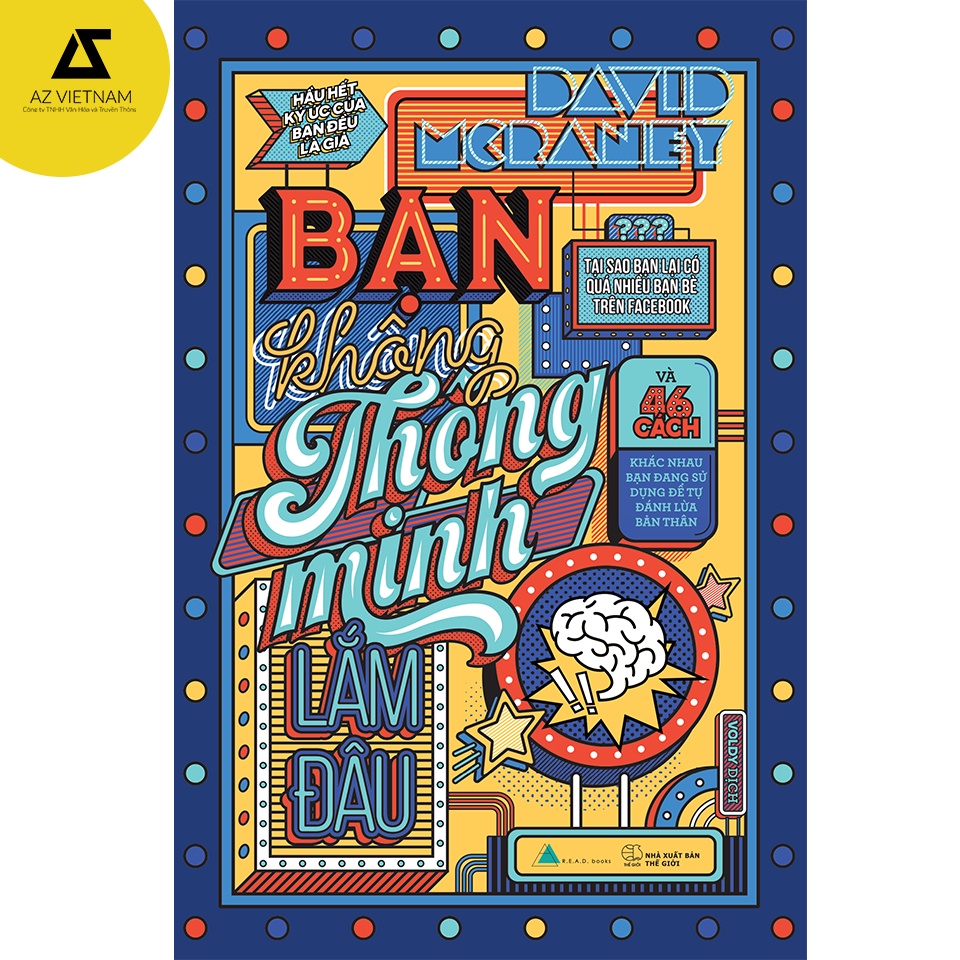 AZ VIETNAM
Công ty TNHH Văn Hóa và Truyền Thông
HẦU HẾT
KÝ ỨC CỦA
BẠN ĐỀU
LÀ GIẢ
DAVID
MCRANEY
BẠN
không
Thông
minh
LẮM
ĐÂU
???
TẠI SAO BẠN LẠI CÓ
QUÁ NHIỀU BẠN BÈ
TRÊN FACEBOOK
VÀ
46
CÁCH
KHÁC NHAU
BẠN ĐANG SỬ
DỤNG ĐỂ TỰ
ĐÁNH LỪA
BẢN THÂN
!!
VOLDY DỊCH
R.E.A.D. books
THẾ GIỚI
NHÀ XUẤT BẢN
THẾ GIỚI